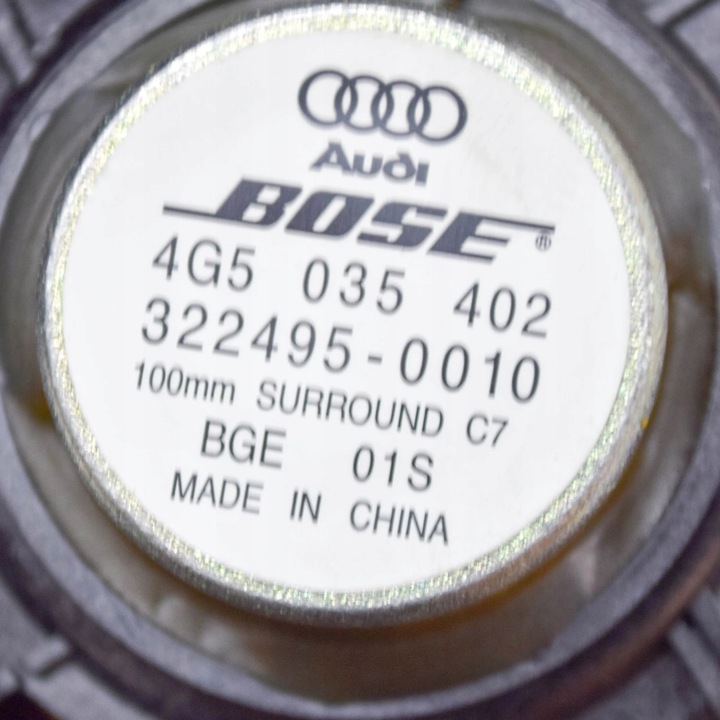 Audi
BOSE®
4G5 035 402
322495-0010
100mm SURROUND C7
BGE 01S
MADE IN CHINA